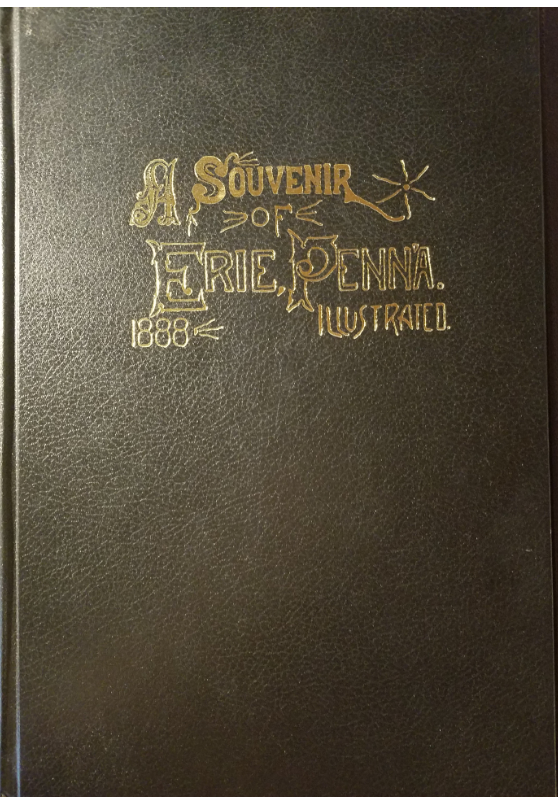 A SOUVENIR
OF
ERIE, PENN'A.
1888 ILLUSTRATED.